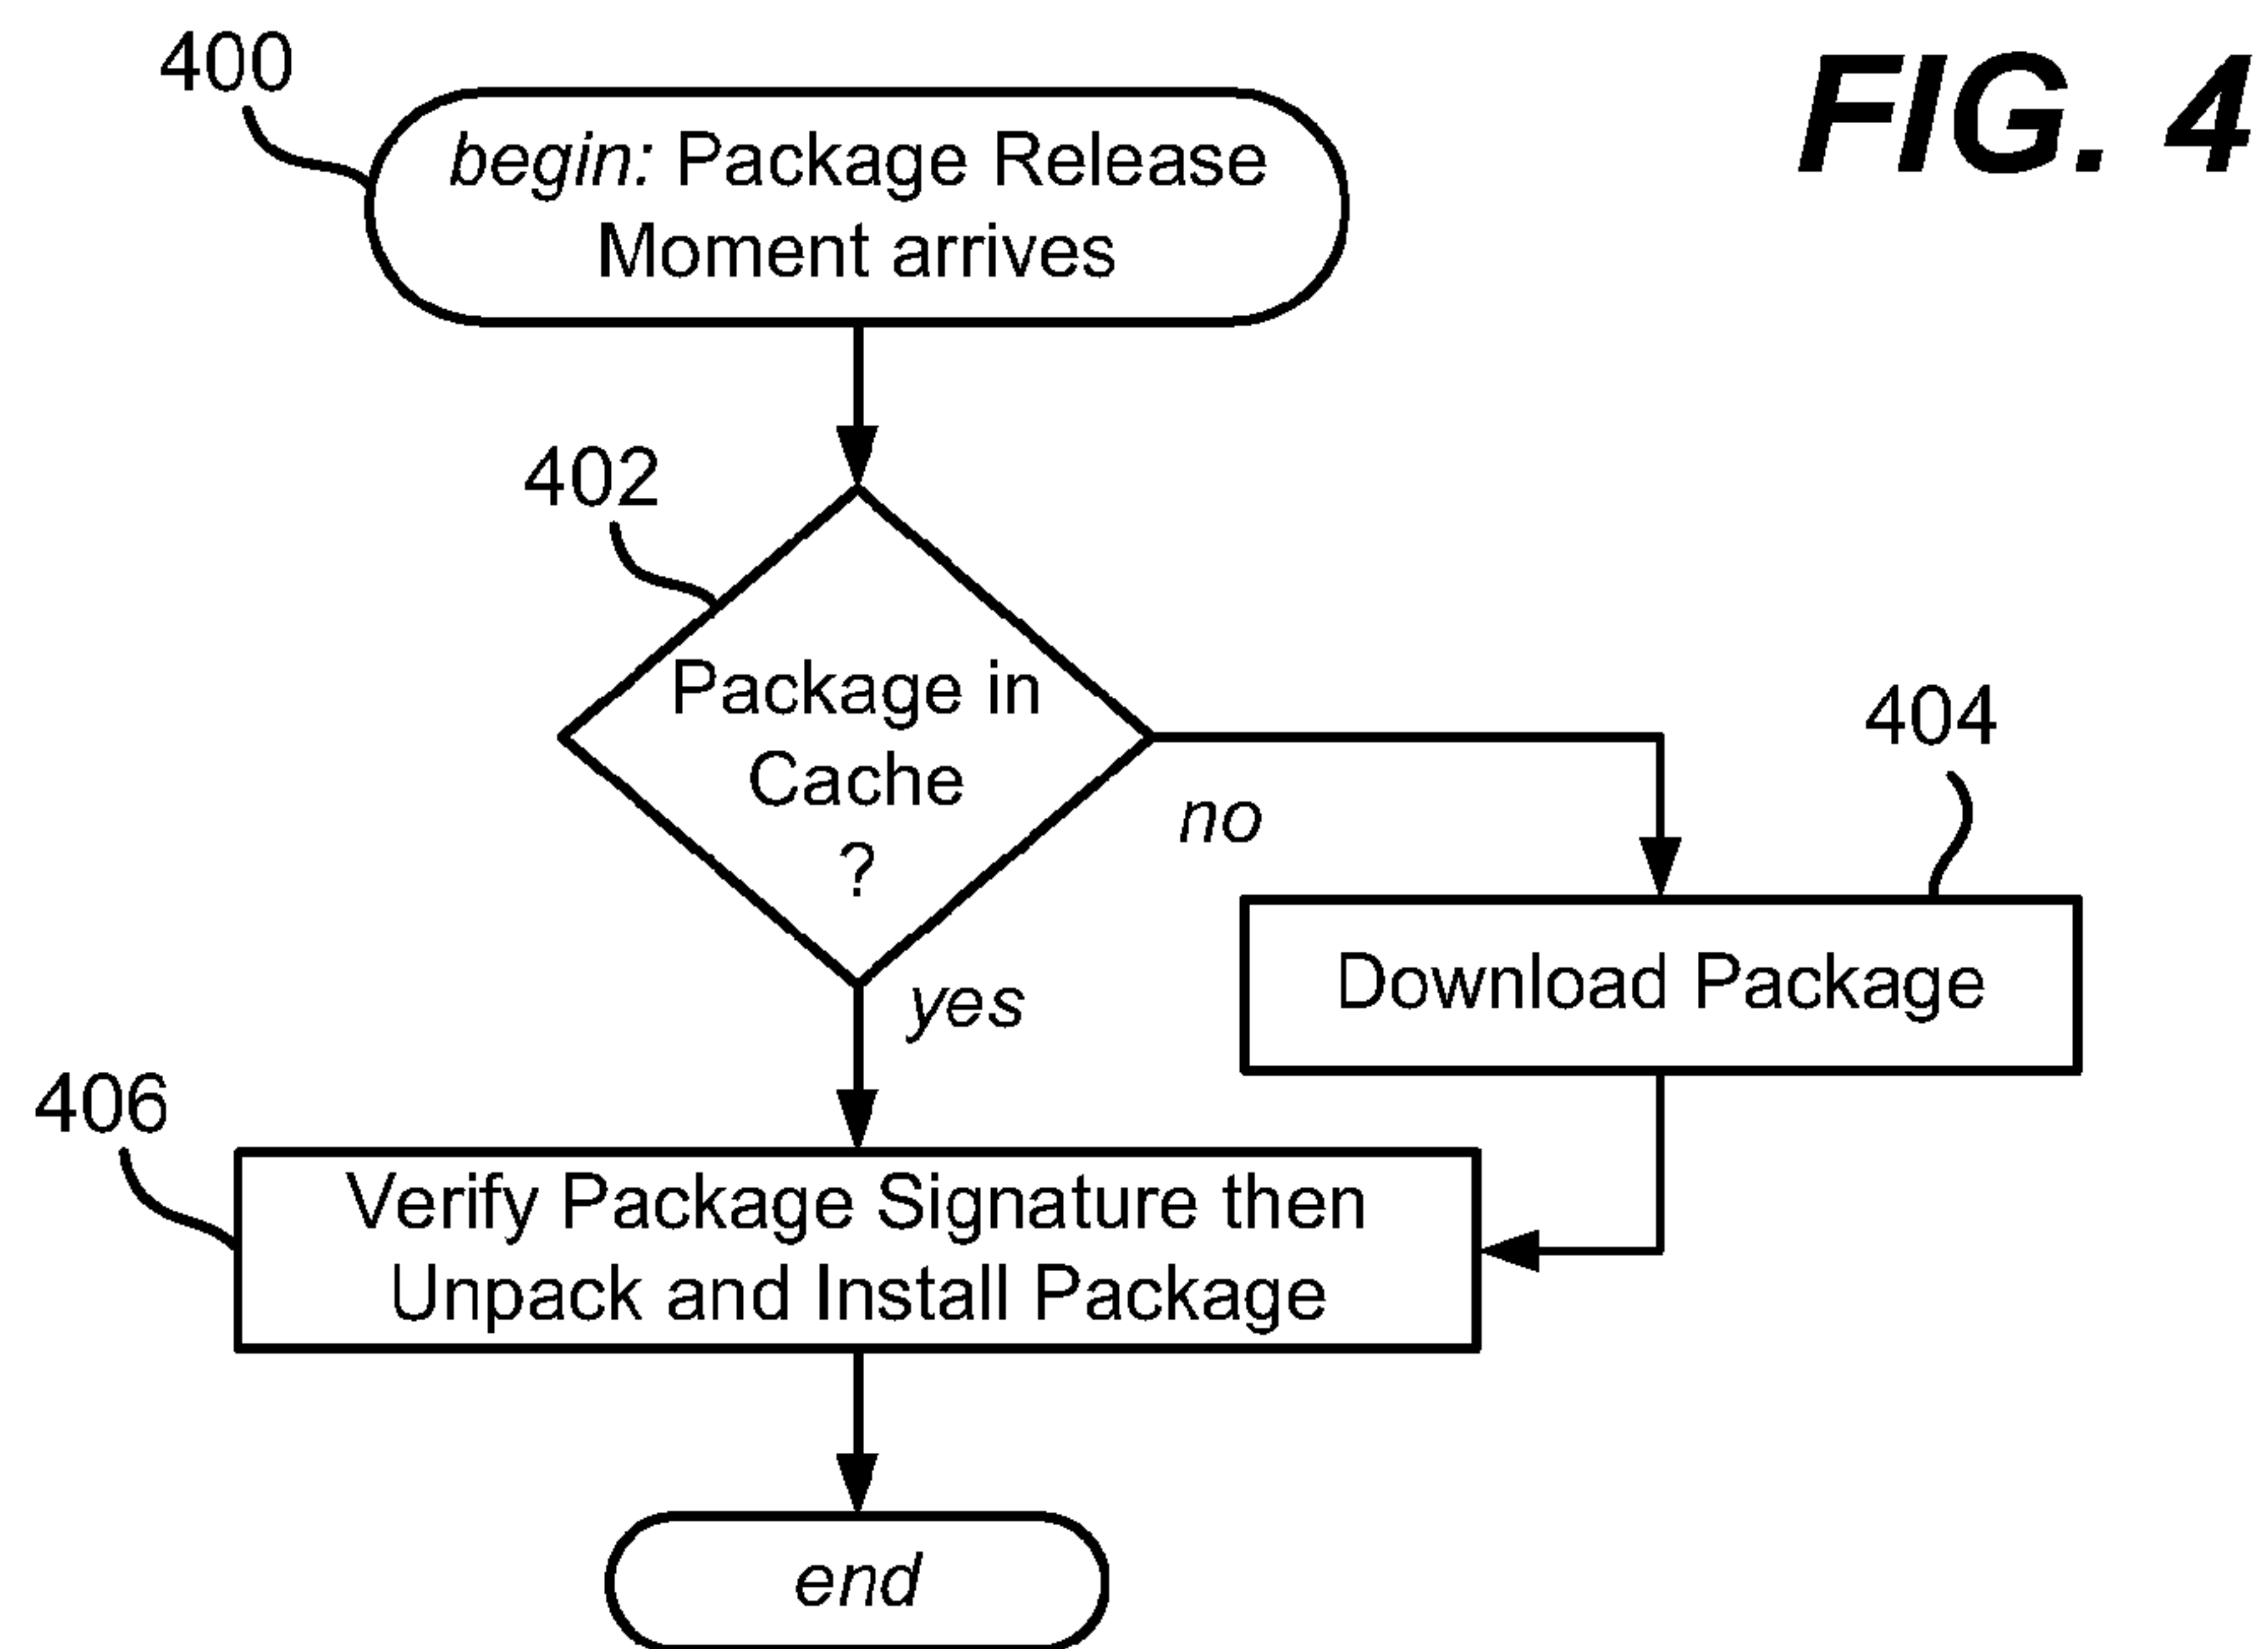 FIG. 4
400
begin: Package Release
Moment arrives
402
Package in
Cache
?
no
yes
404
Download Package
406
Verify Package Signature then
Unpack and Install Package
end